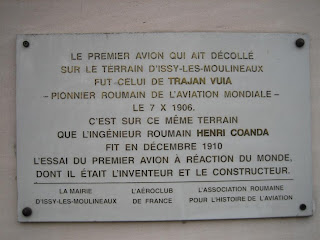 LE PREMIER AVION QUI AIT DÉCOLLÉ
SUR LE TERRAIN D'ISSY-LES-MOULINEAUX
FUT CELUI DE TRAJAN VUIA
– PIONNIER ROUMAIN DE L'AVIATION MONDIALE –
LE 7 X 1906.
C'EST SUR CE MÊME TERRAIN
QUE L'INGÉNIEUR ROUMAIN HENRI COANDA
FIT EN DÉCEMBRE 1910
L'ESSAI DU PREMIER AVION À RÉACTION DU MONDE,
DONT IL ÉTAIT L'INVENTEUR ET LE CONSTRUCTEUR.
LA MAIRIE
D'ISSY-LES-MOULINEAUX
L'AÉROCLUB
DE FRANCE
L'ASSOCIATION ROUMAINE
POUR L'HISTOIRE DE L'AVIATION